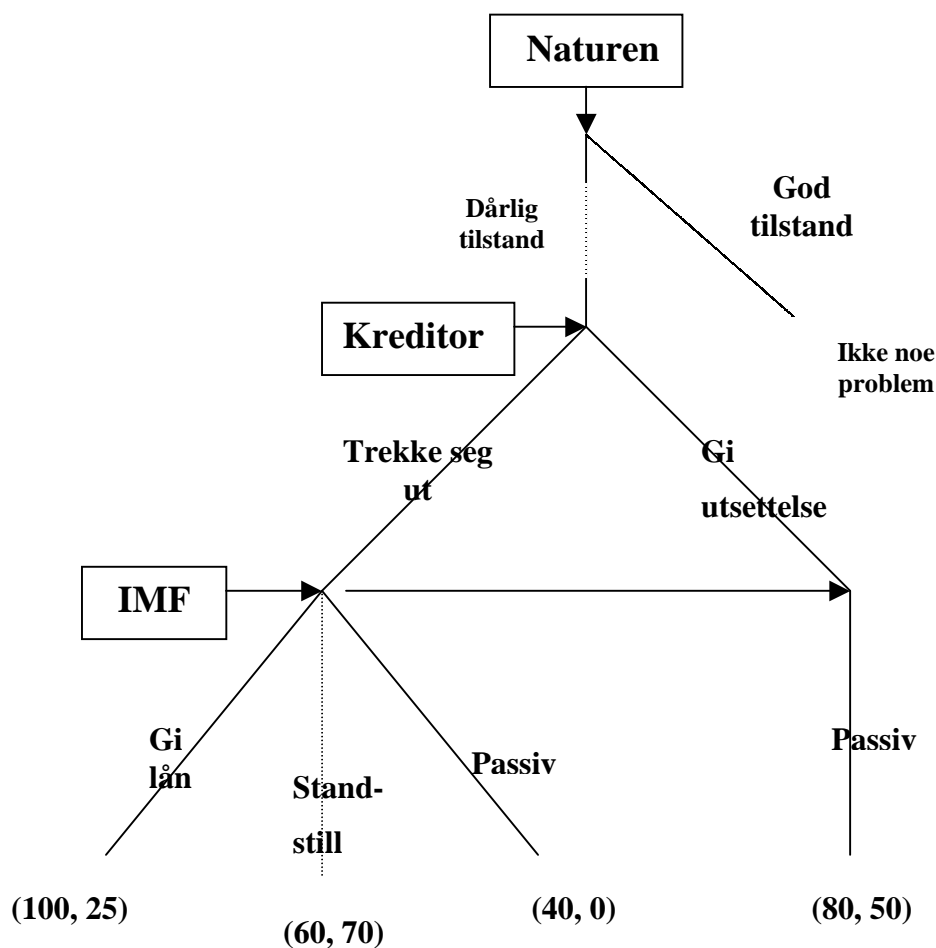 Naturen
Dårlig
tilstand
God
tilstand
Kreditor
Ikke noe
problem
Trekke seg
ut
Gi
utsettelse
IMF
Gi
lån
Stand-
still
Passiv
Passiv
(100, 25)
(60, 70)
(40, 0)
(80, 50)